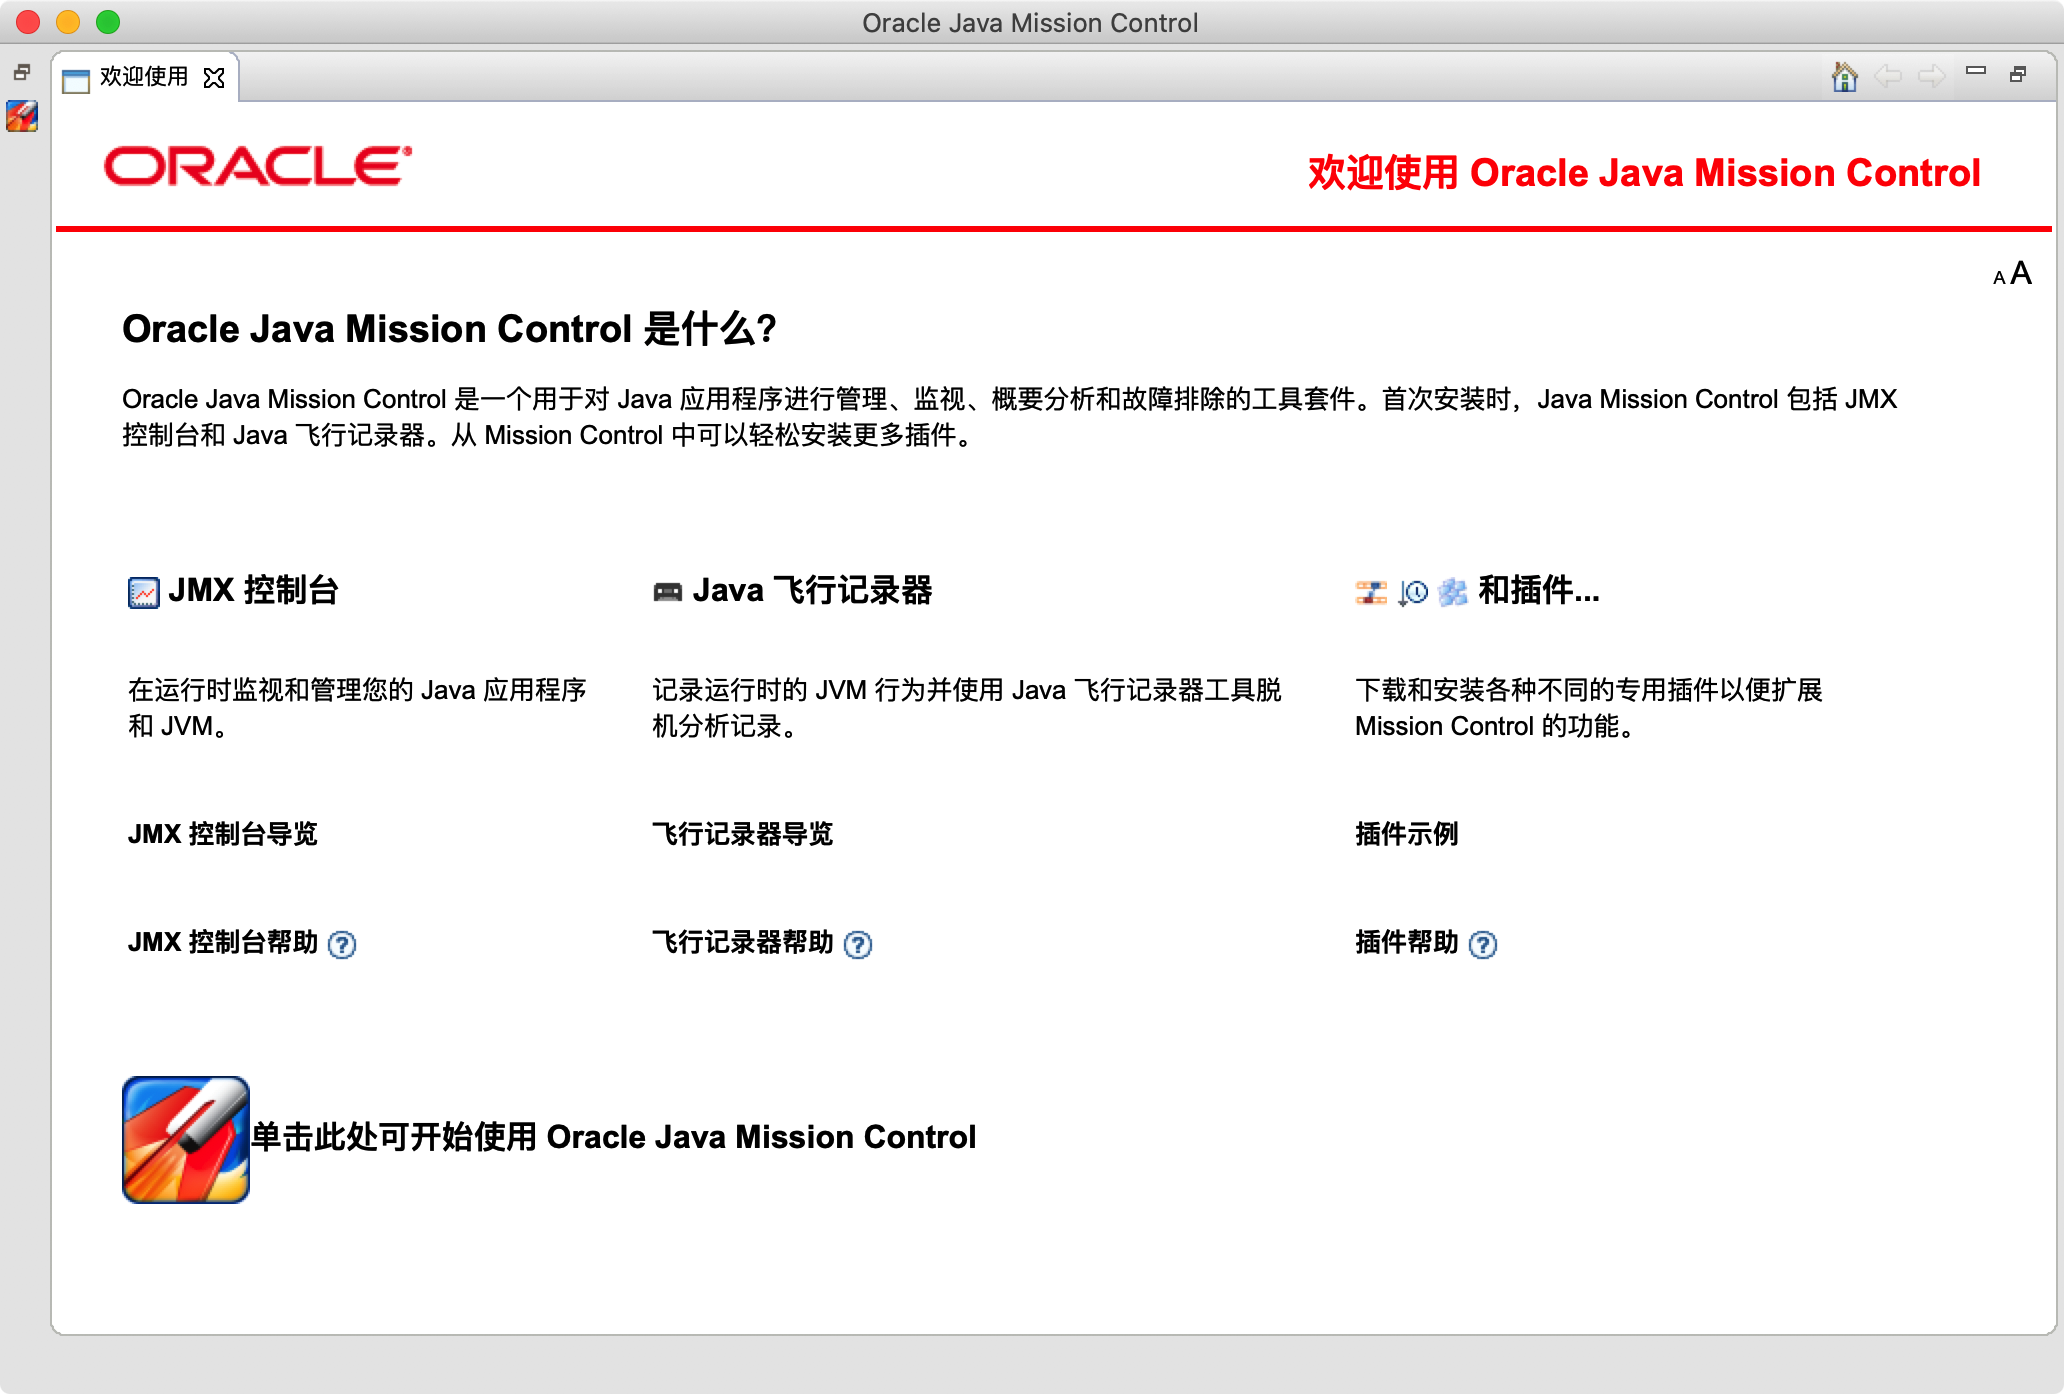 Oracle Java Mission Control
欢迎使用
ORACLE
欢迎使用 Oracle Java Mission Control
A A
Oracle Java Mission Control 是什么?
Oracle Java Mission Control 是一个用于对 Java 应用程序进行管理、监视、概要分析和故障排除的工具套件。首次安装时，Java Mission Control 包括 JMX
控制台和 Java 飞行记录器。从 Mission Control 中可以轻松安装更多插件。
JMX 控制台
Java 飞行记录器
和插件...
在运行时监视和管理您的 Java 应用程序
和 JVM。
记录运行时的 JVM 行为并使用 Java 飞行记录器工具脱
机分析记录。
下载和安装各种不同的专用插件以便扩展
Mission Control 的功能。
JMX 控制台导览
飞行记录器导览
插件示例
JMX 控制台帮助
飞行记录器帮助
插件帮助
单击此处可开始使用 Oracle Java Mission Control